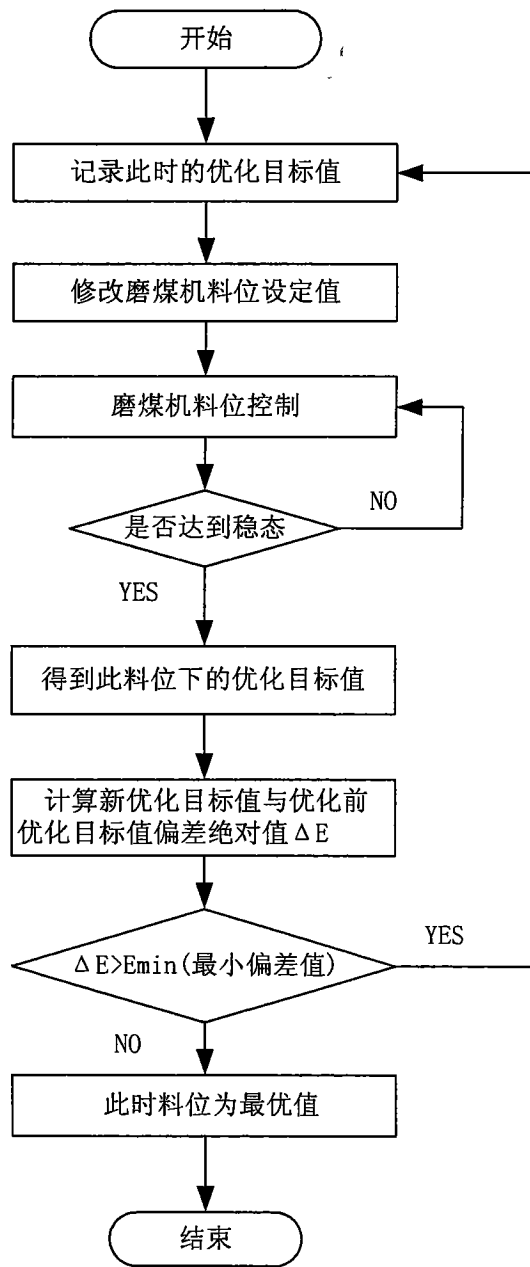 开始
记录此时的优化目标值
修改磨煤机料位设定值
磨煤机料位控制
是否达到稳态
NO
YES
得到此料位下的优化目标值
计算新优化目标值与优化前
优化目标值偏差绝对值ΔE
ΔE>Emin(最小偏差值)
YES
NO
此时料位为最优值
结束